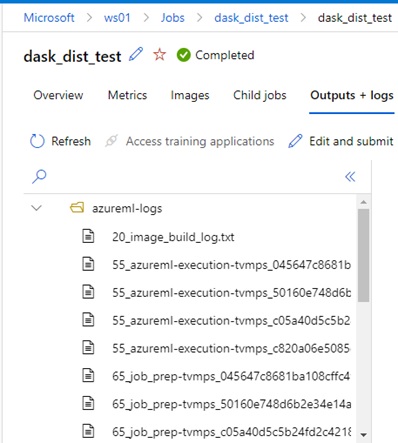 Microsoft > ws01 > Jobs > dask_dist_test > dask_dist_test
dask_dist_test Completed
Overview Metrics Images Child jobs Outputs + logs
Refresh Access training applications Edit and submit
azureml-logs
20_image_build_log.txt
55_azureml-execution-tvmps_045647c8681b
55_azureml-execution-tvmps_50160e748d6b
55_azureml-execution-tvmps_c05a40d5c5b2
55_azureml-execution-tvmps_c820a06e5085
65_job_prep-tvmps_045647c8681ba108cffc4
65_job_prep-tvmps_50160e748d6b2e34e14a
65_job_prep-tvmps_c05a40d5c5b24fd2c4218